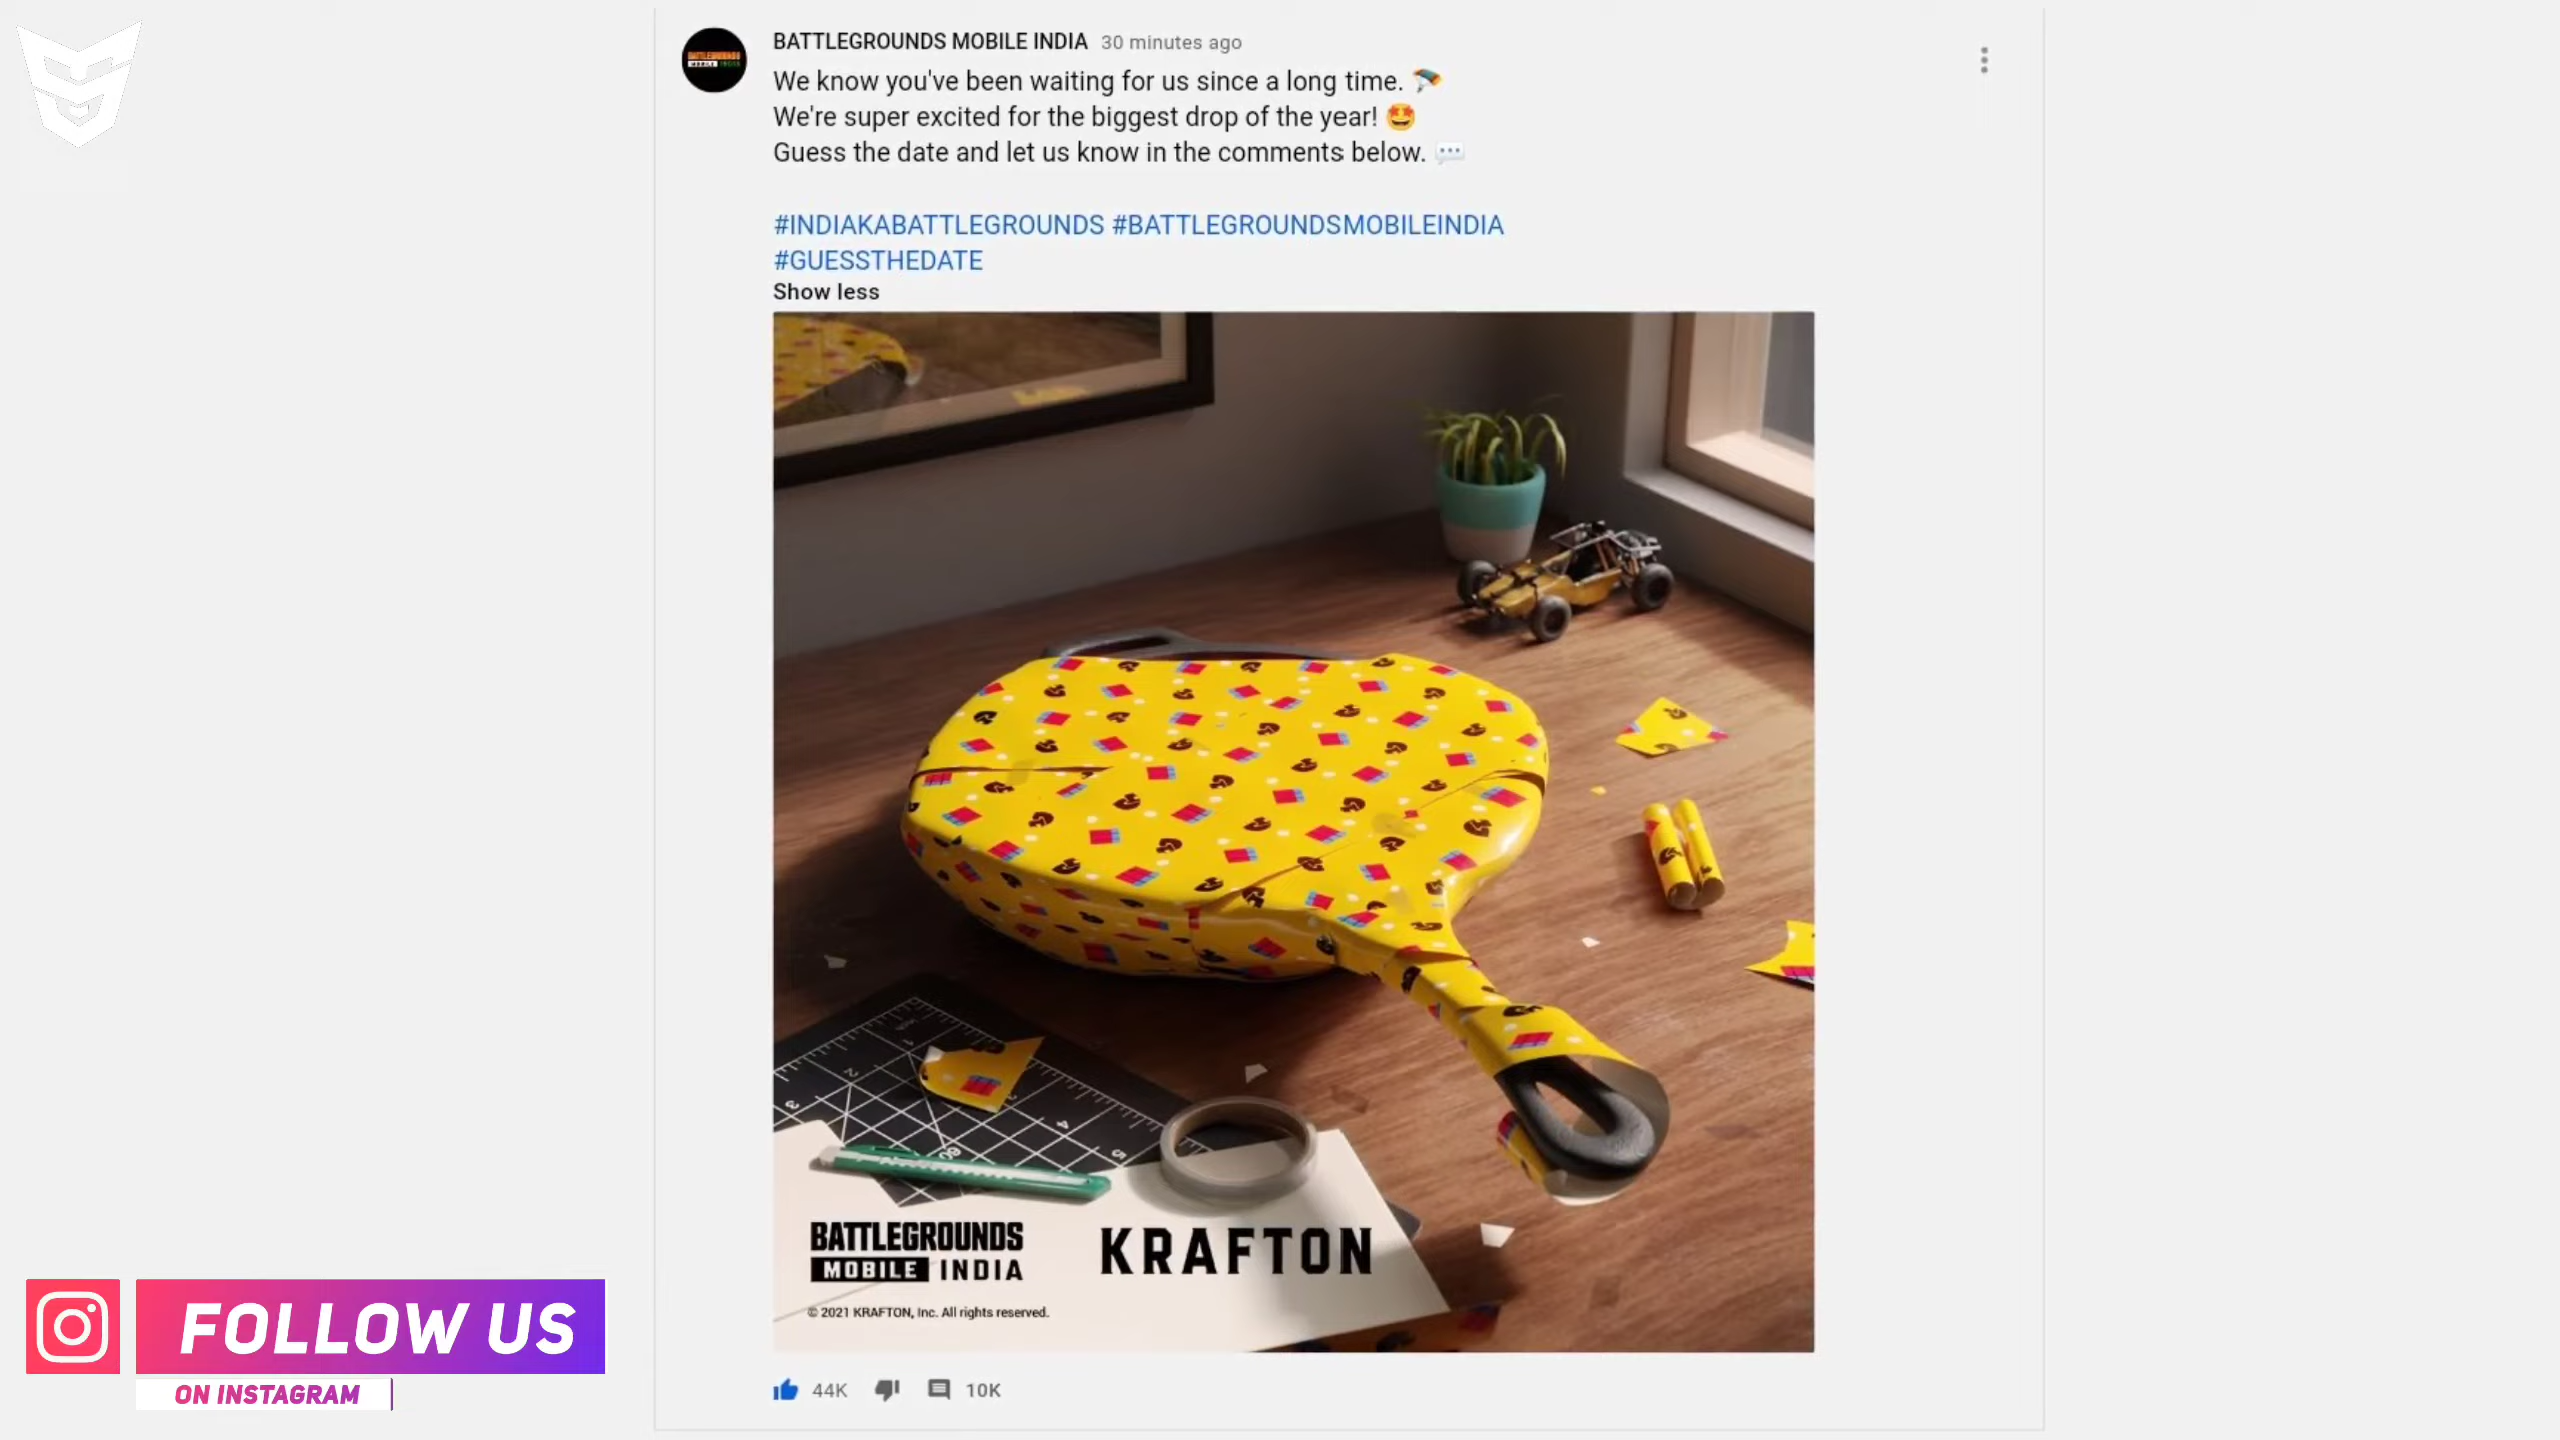 BATTLEGROUNDS MOBILE INDIA 30 minutes ago
We know you've been waiting for us since a long time. 🪂
We're super excited for the biggest drop of the year! 🤩
Guess the date and let us know in the comments below. 💬
#INDIAKABATTLEGROUNDS #BATTLEGROUNDSMOBILEINDIA
#GUESSTHEDATE
Show less
BATTLEGROUNDS
MOBILE INDIA
KRAFTON
© 2021 KRAFTON, Inc. All rights reserved.
44K 10K
FOLLOW US
ON INSTAGRAM